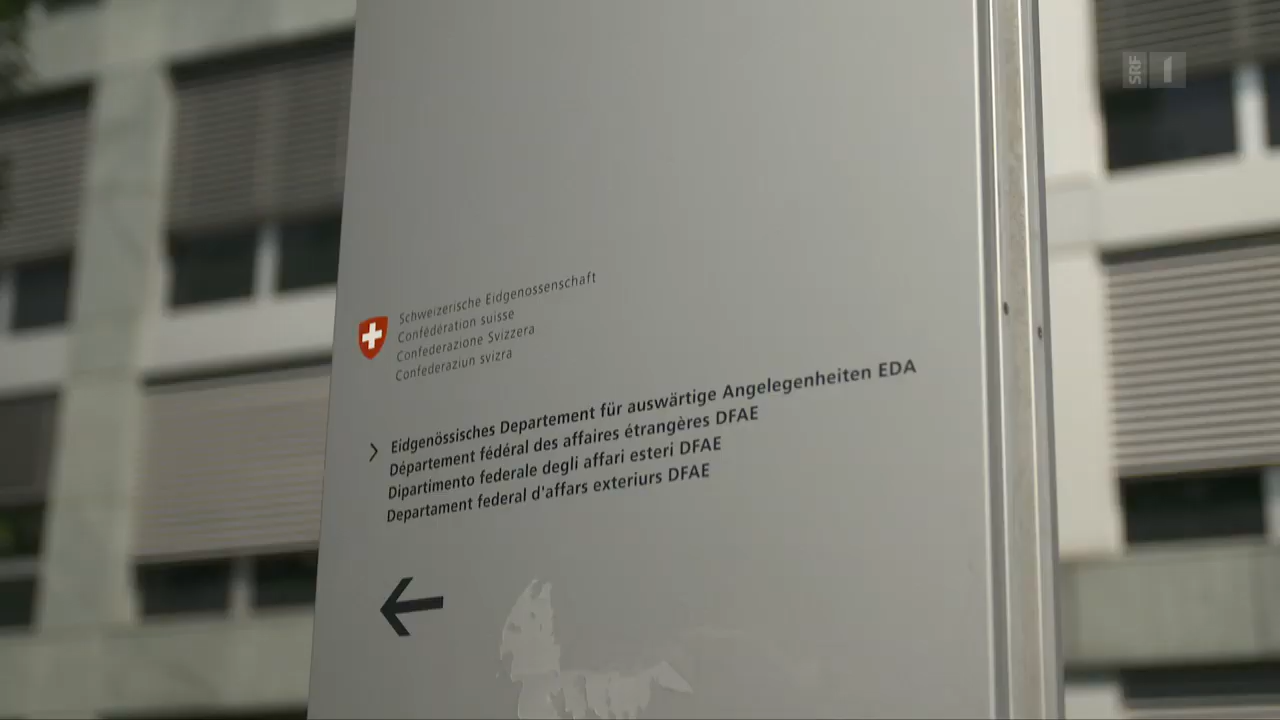 SRF 1
Schweizerische Eidgenossenschaft
Confédération suisse
Confederazione Svizzera
Confederaziun svizra
Eidgenössisches Departement für auswärtige Angelegenheiten EDA
Département fédéral des affaires étrangères DFAE
Dipartimento federale degli affari esteri DFAE
Departament federal d'affars exteriurs DFAE